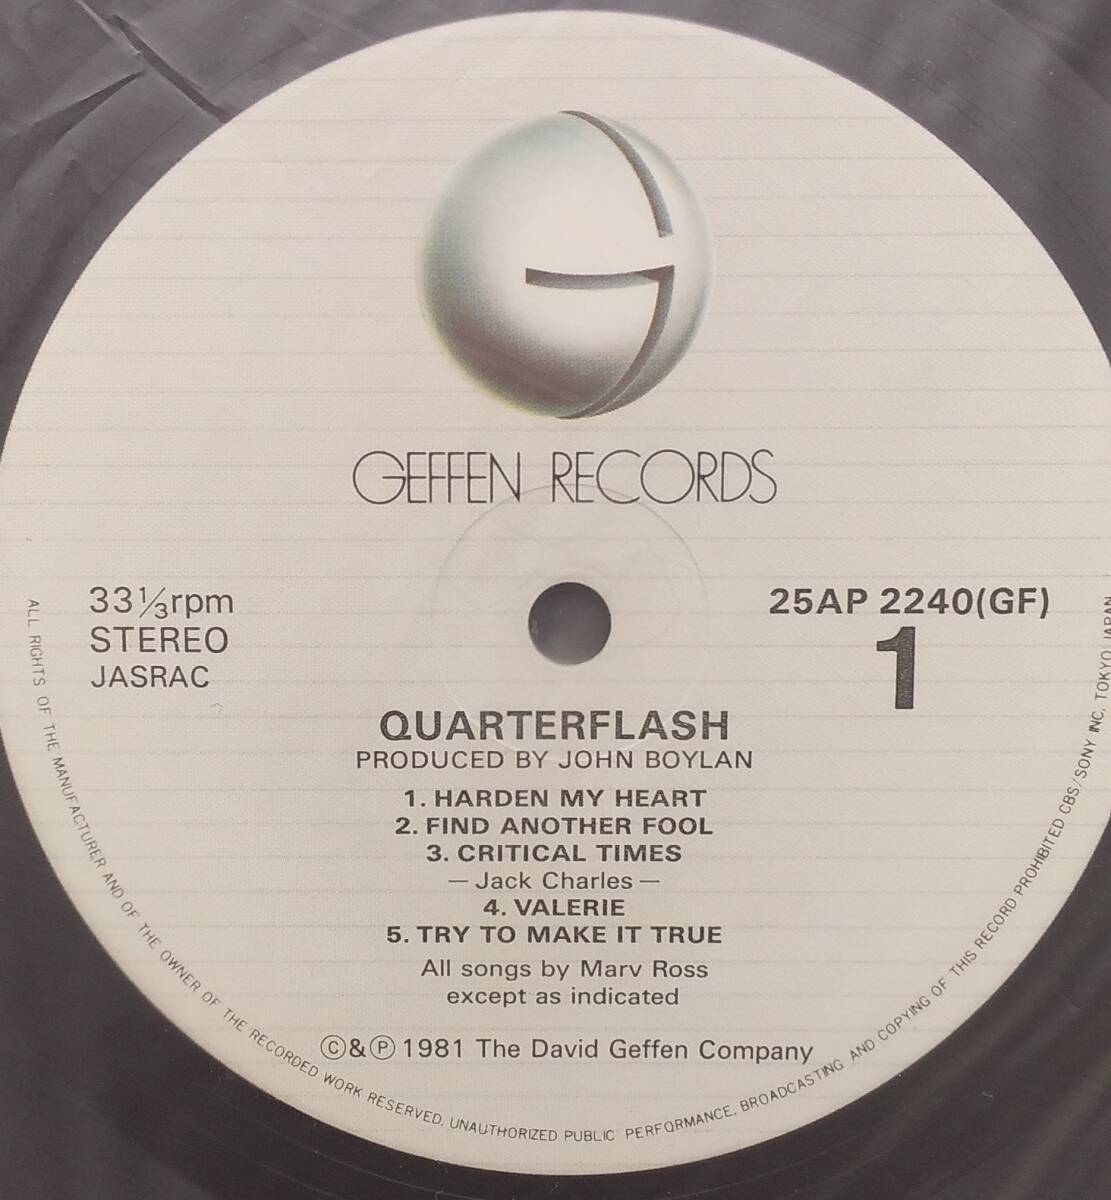 GEFFEN RECORDS
33⅓rpm
STEREO
JASRAC
25AP 2240(GF)
1
QUARTERFLASH
PRODUCED BY JOHN BOYLAN
1. HARDEN MY HEART
2. FIND ANOTHER FOOL
3. CRITICAL TIMES
— Jack Charles —
4. VALERIE
5. TRY TO MAKE IT TRUE
All songs by Marv Ross
except as indicated
Ⓒ&Ⓟ 1981 The David Geffen Company
ALL RIGHTS OF THE MANUFACTURER AND OF THE OWNER OF THE RECORDED WORK RESERVED. UNAUTHORIZED PUBLIC PERFORMANCE, BROADCASTING AND COPYING OF THIS RECORD PROHIBITED CBS/SONY INC. TOKYO JAPAN